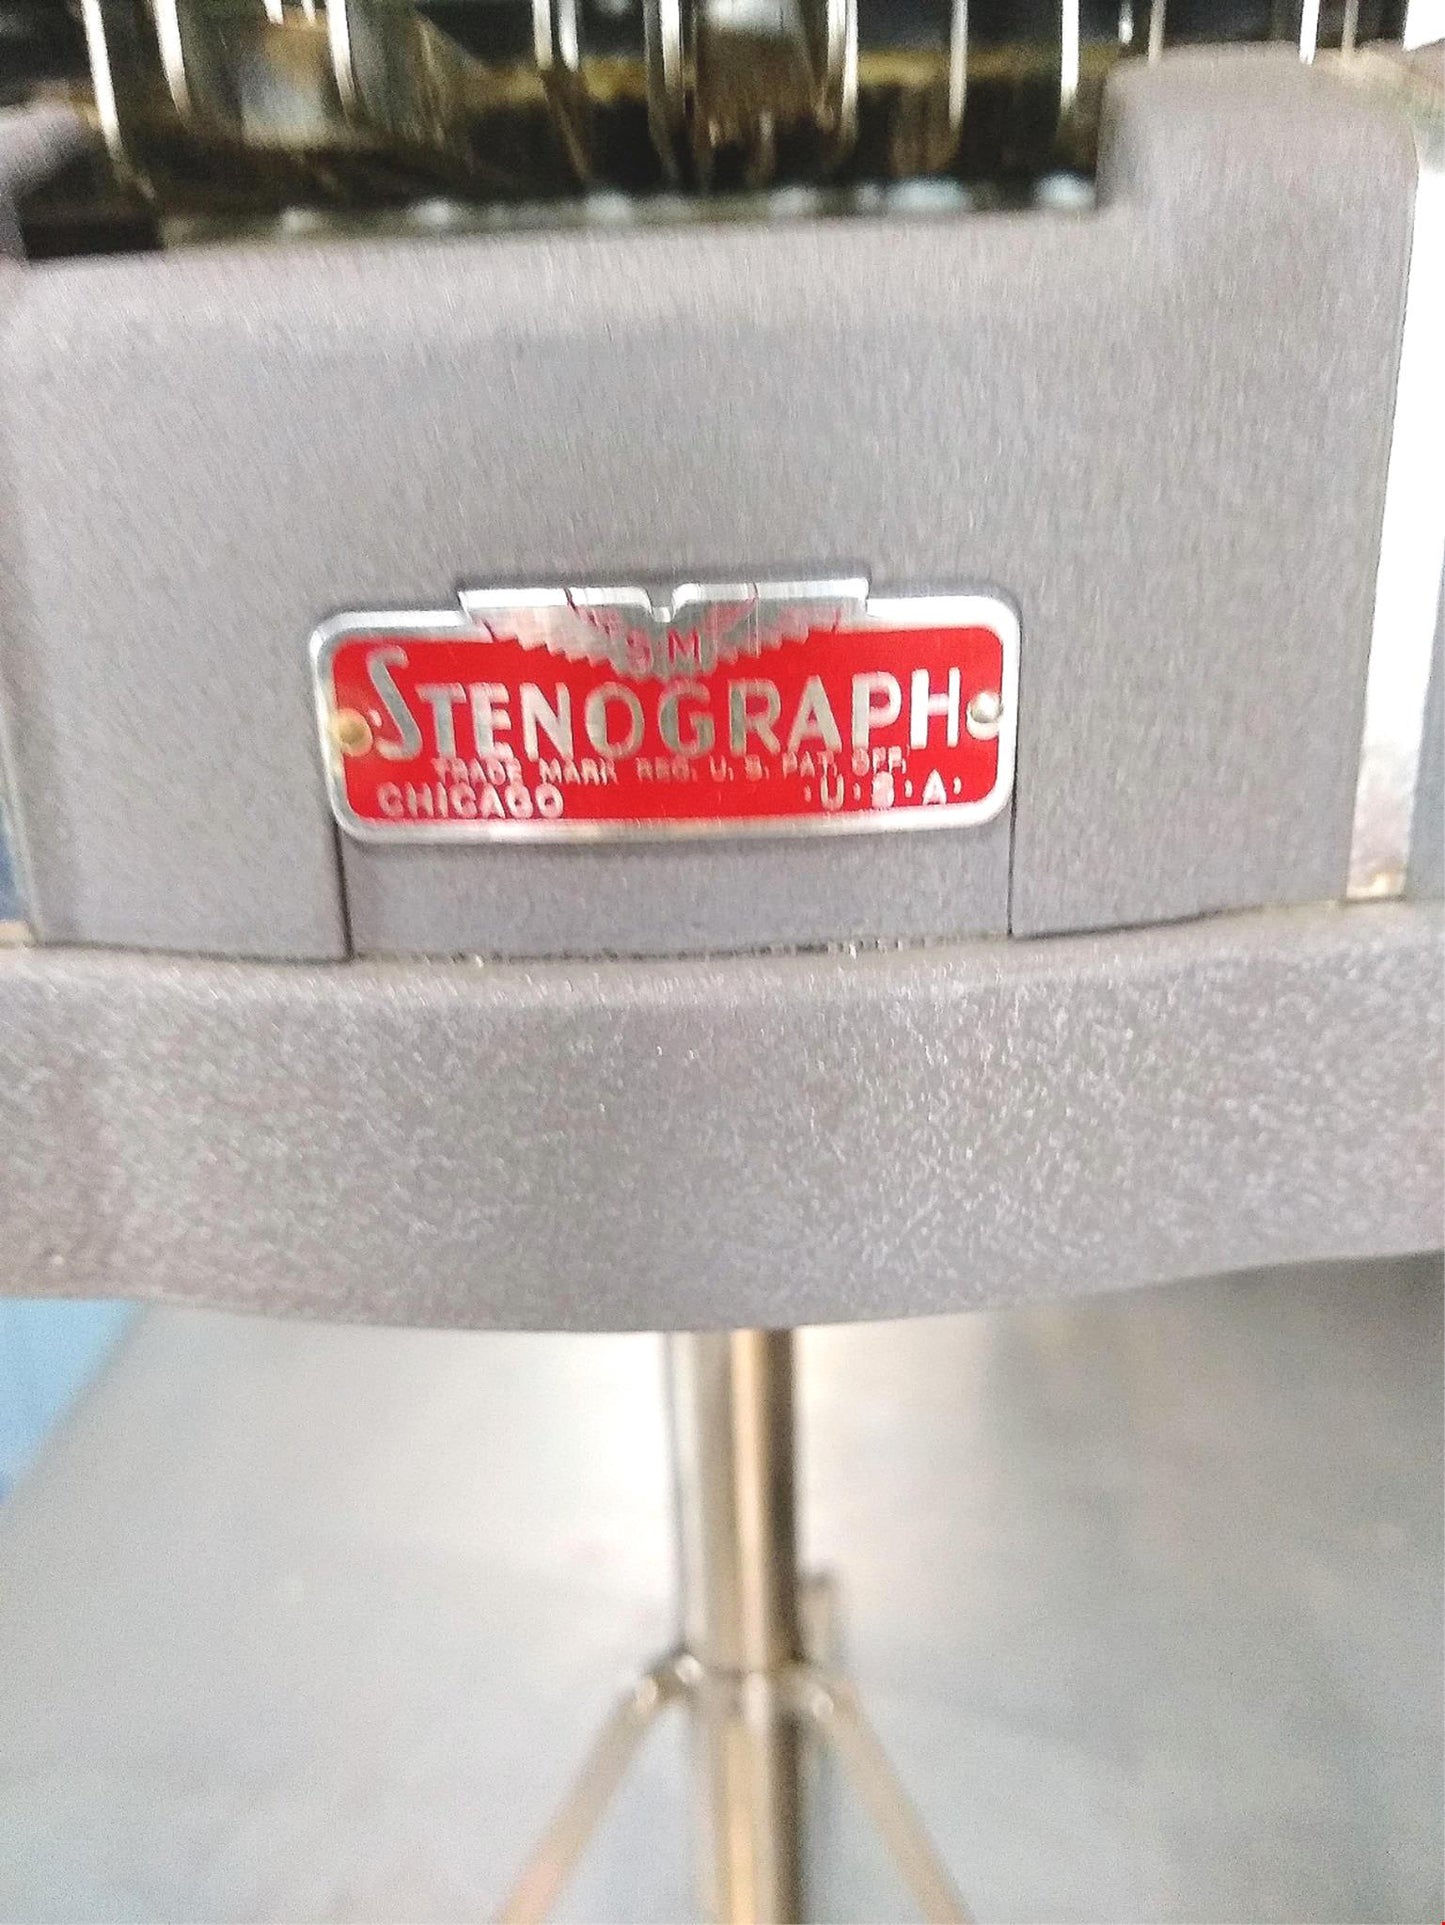 SM
STENOGRAPH
TRADE MARK REG. U. S. PAT. OFF.
CHICAGO U·S·A·